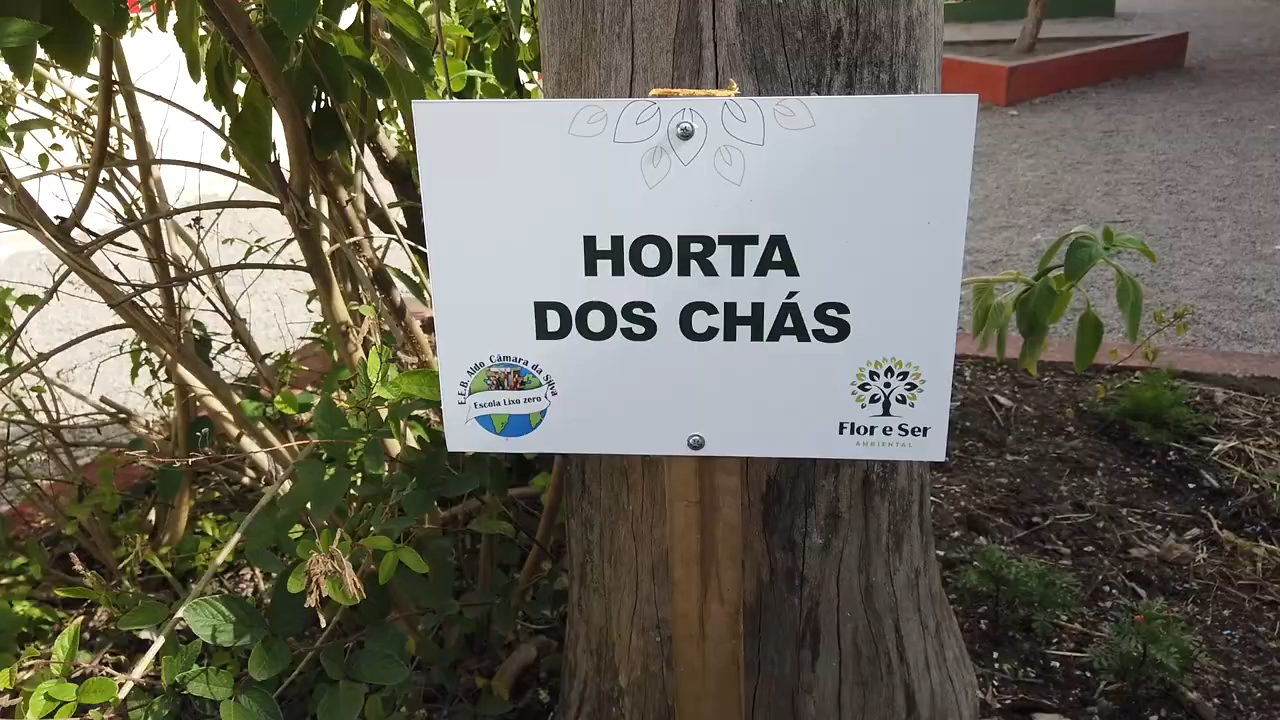 HORTA
DOS CHÁS
E.E.B. Aldo Câmara da Silva
Escola Lixo zero
Flor e Ser
AMBIENTAL